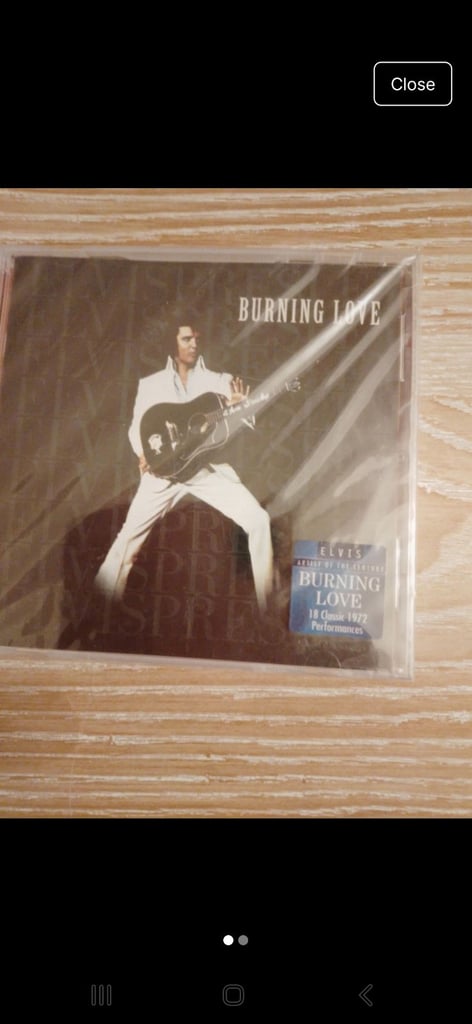 Close
BURNING LOVE
ELVIS
ARTIST OF THE CENTURY
BURNING
LOVE
18 Classic 1972
Performances